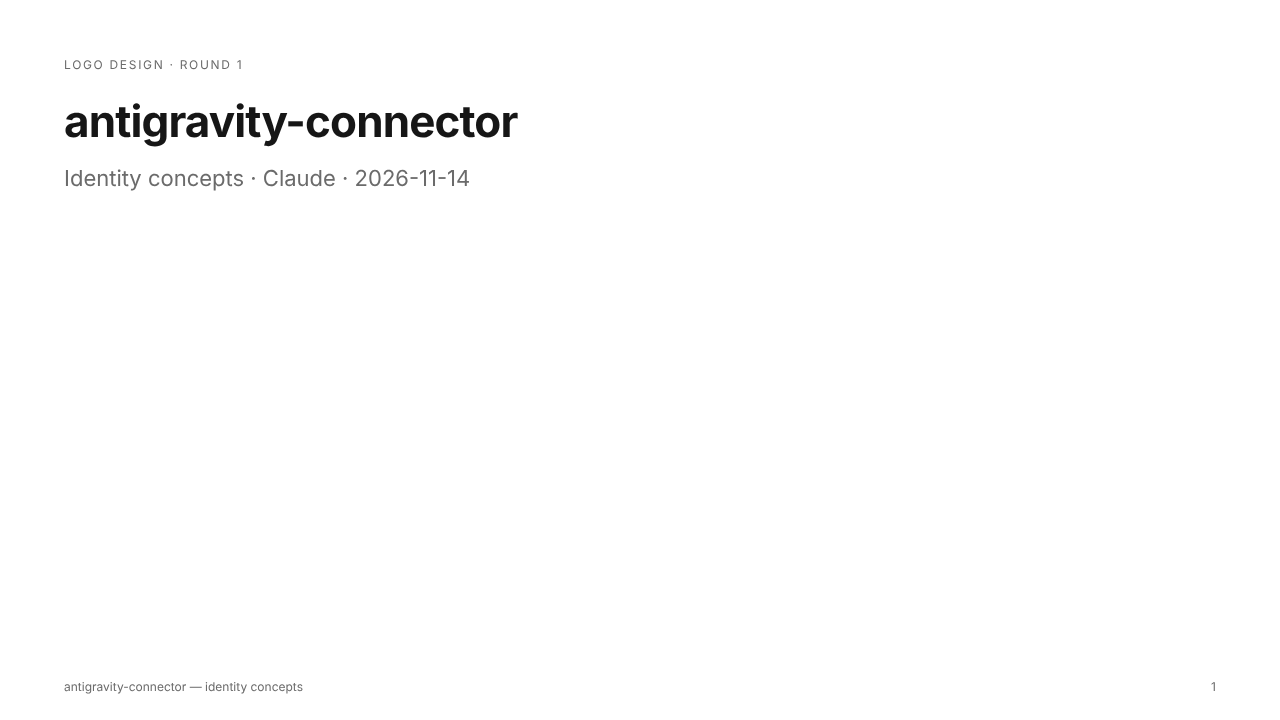 LOGO DESIGN · ROUND 1
antigravity-connector
Identity concepts · Claude · 2026-11-14
antigravity-connector — identity concepts
1